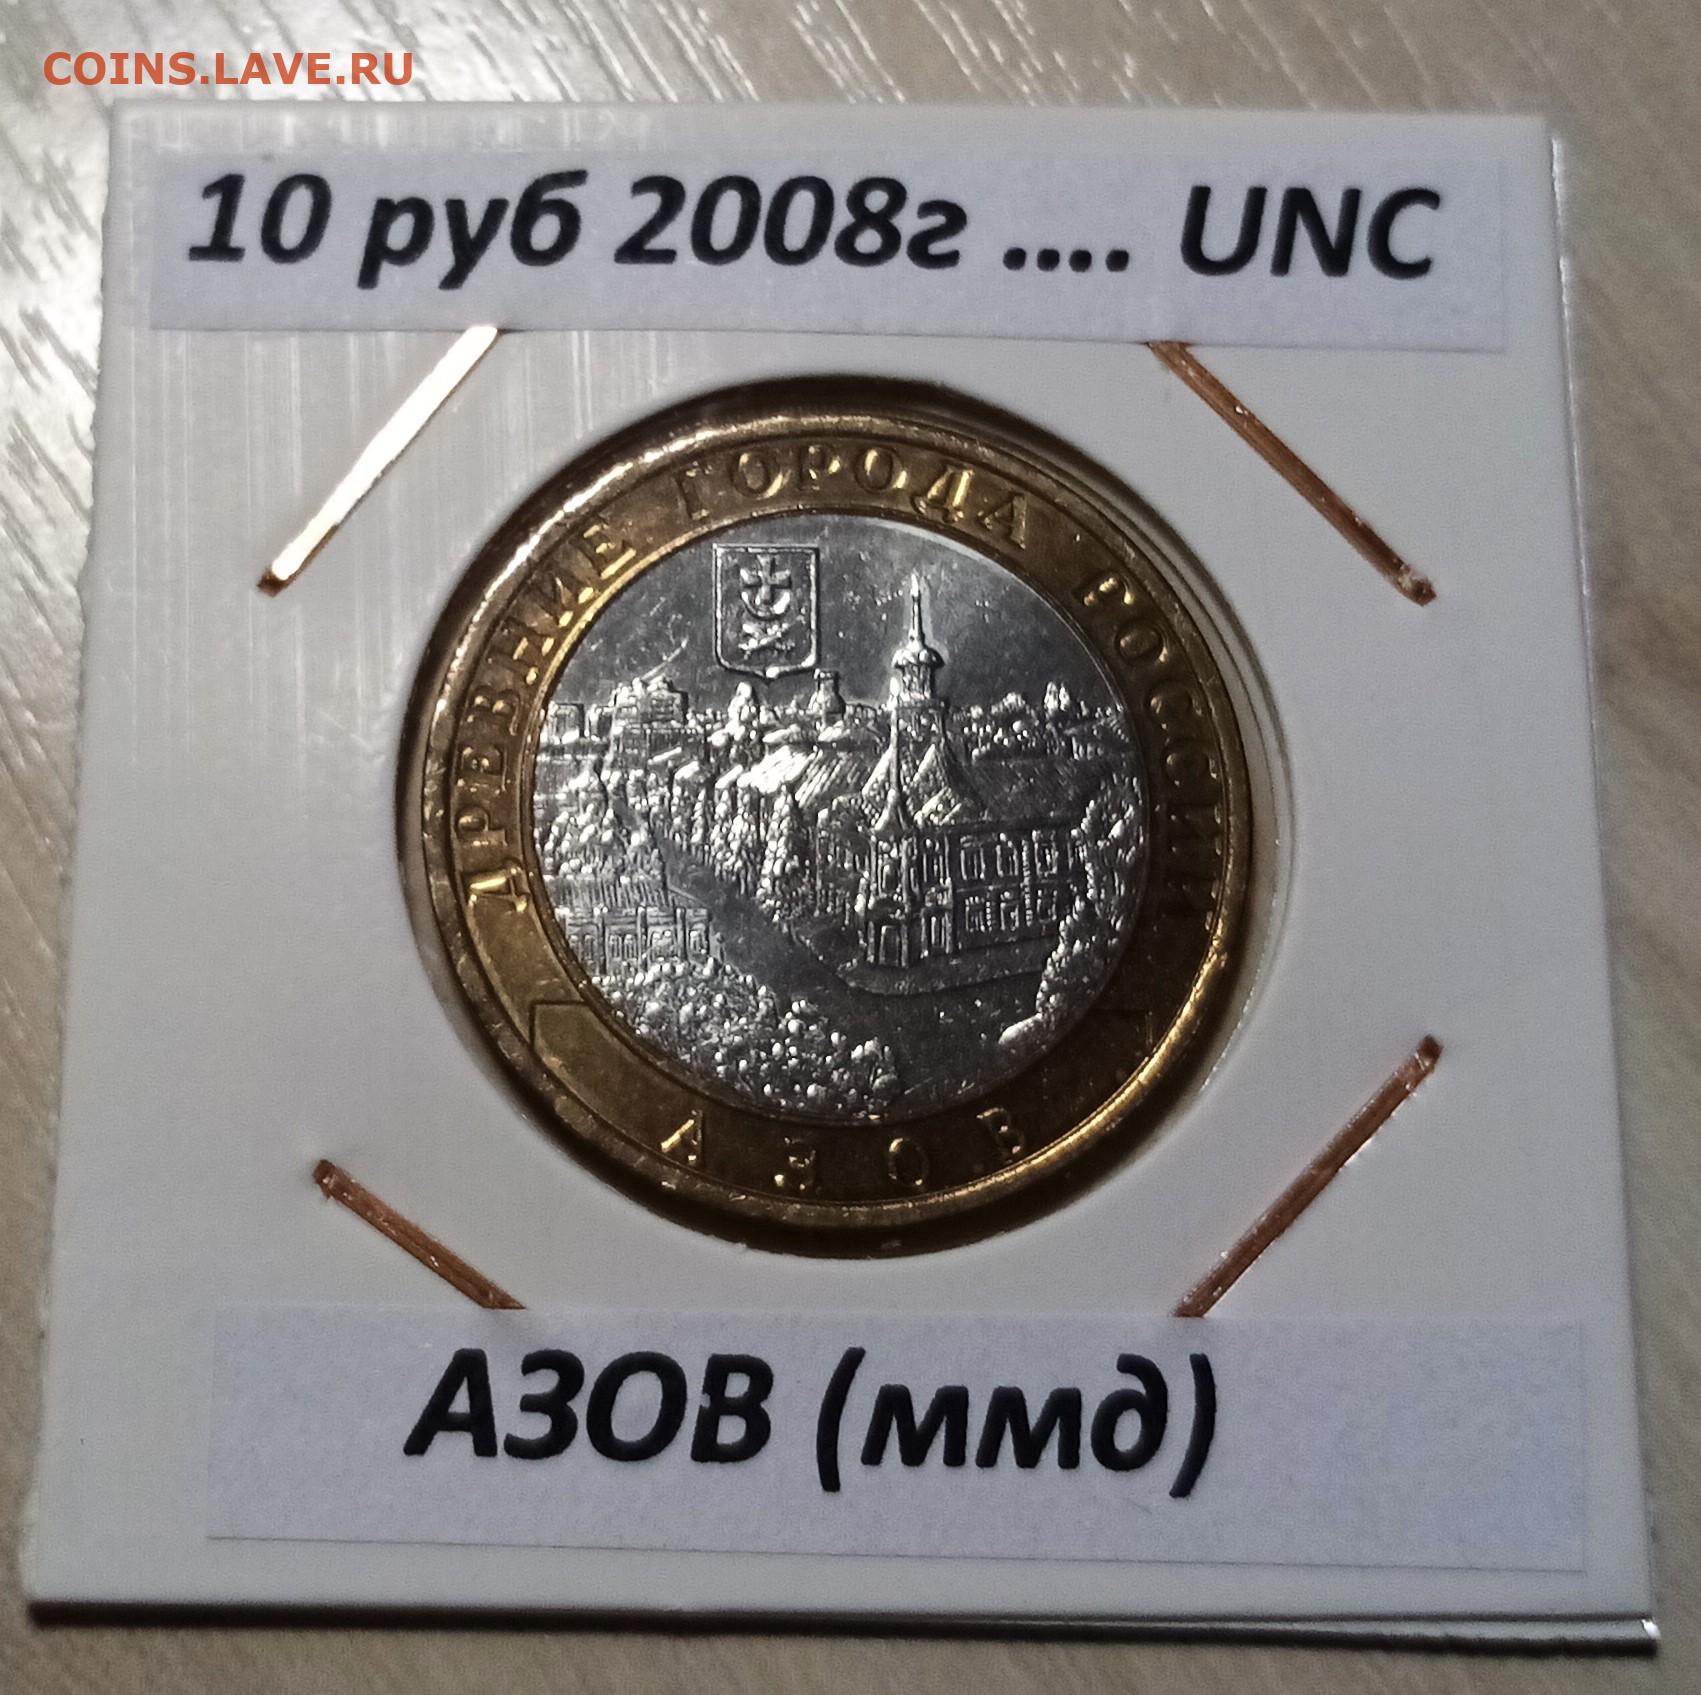 COINS.LAVE.RU
10 руб 2008г .... UNC
ДРЕВНИЕ ГОРОДА РОССИИ
АЗОВ
АЗОВ (ммд)